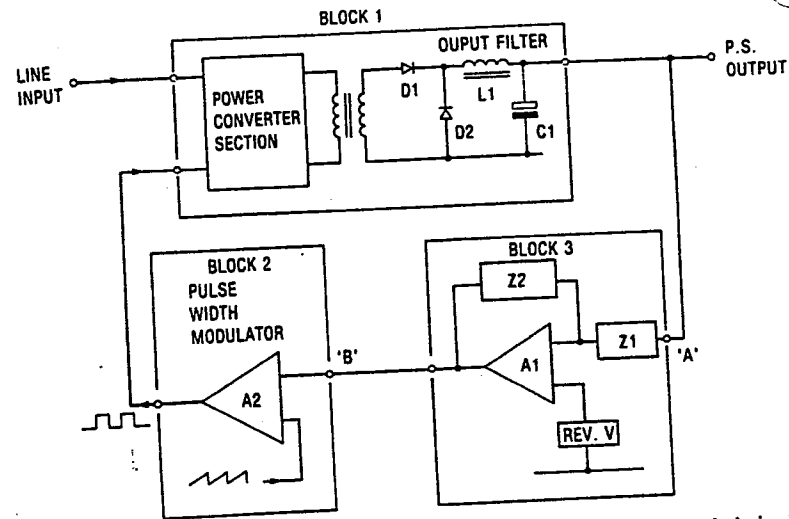 BLOCK 1
OUPUT FILTER
LINE
INPUT
P.S.
OUTPUT
POWER
CONVERTER
SECTION
D1
L1
D2
C1
BLOCK 2
PULSE
WIDTH
MODULATOR
BLOCK 3
Z2
'B'
A1
Z1
'A'
A2
REV. V